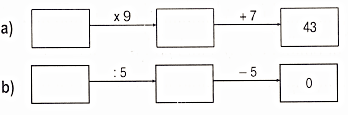 a) x 9 + 7 43
b) : 5 – 5 0